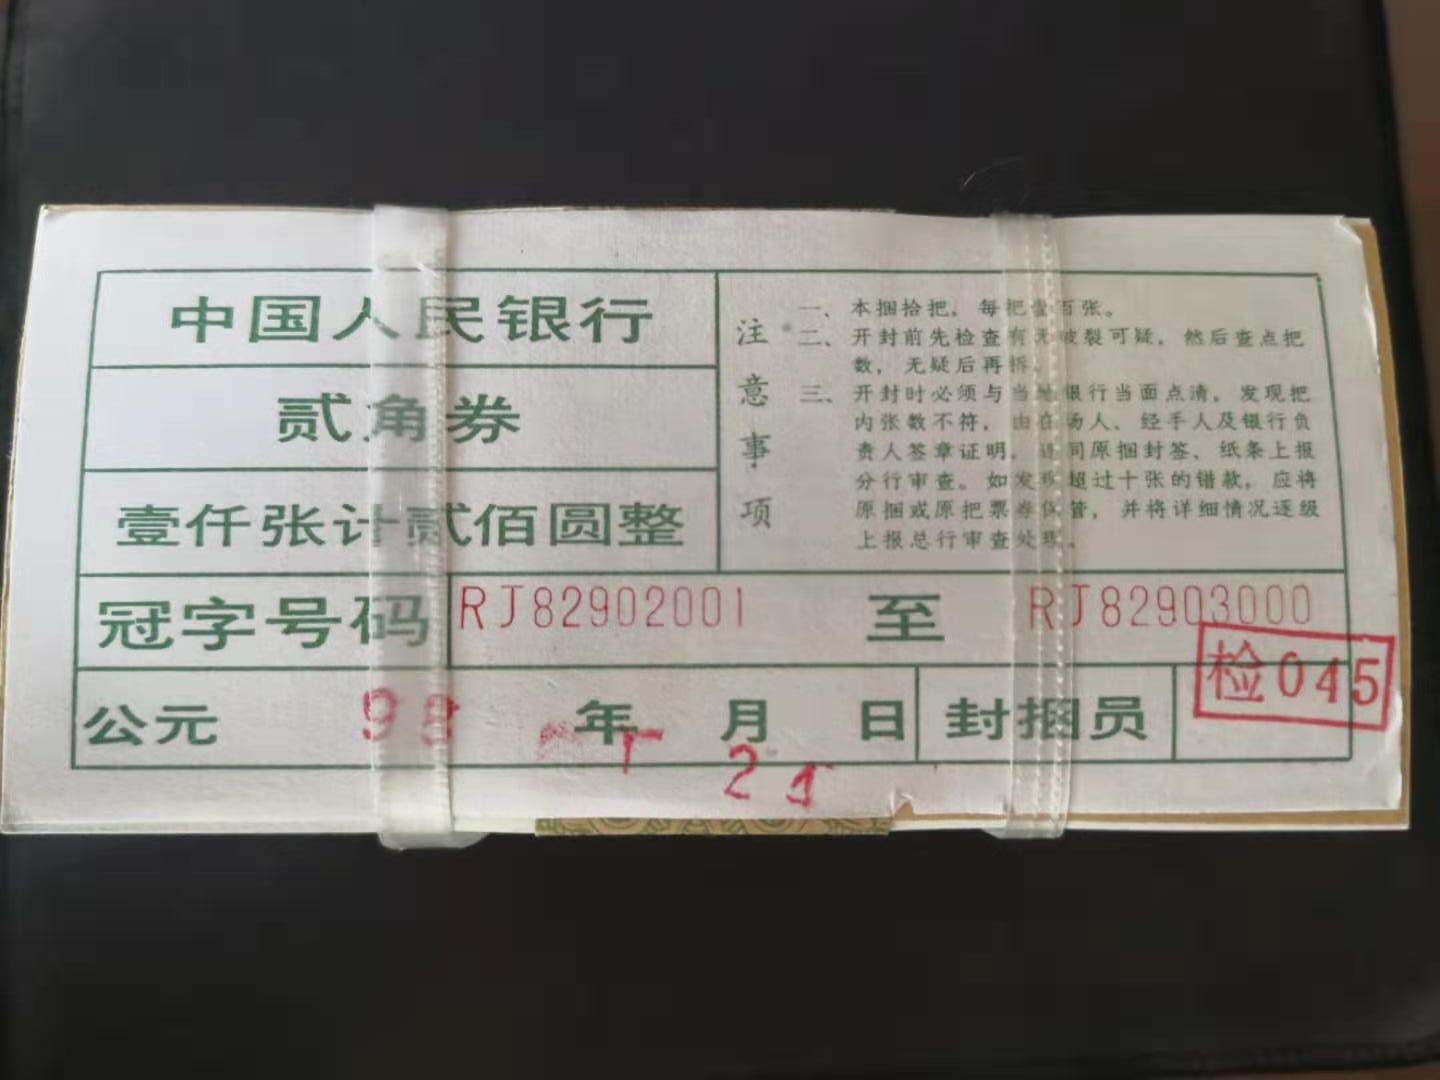 中国人民银行
贰角券
壹仟张计贰佰圆整
注意事项
一、本捆拾把，每把壹百张。
二、开封前先检查有无破裂可疑，然后查点把
数，无疑后再拆。
三、开封时必须与当地银行当面点清，发现把
内张数不符，由在场人、经手人及银行负
责人签章证明，连同原捆封签、纸条上报
分行审查。如发现超过十张的错款，应将
原捆或原把票券保管，并将详细情况逐级
上报总行审查处理。
冠字号码 RJ82902001 至 RJ82903000
公元 98 年 月 日 封捆员 检045
2